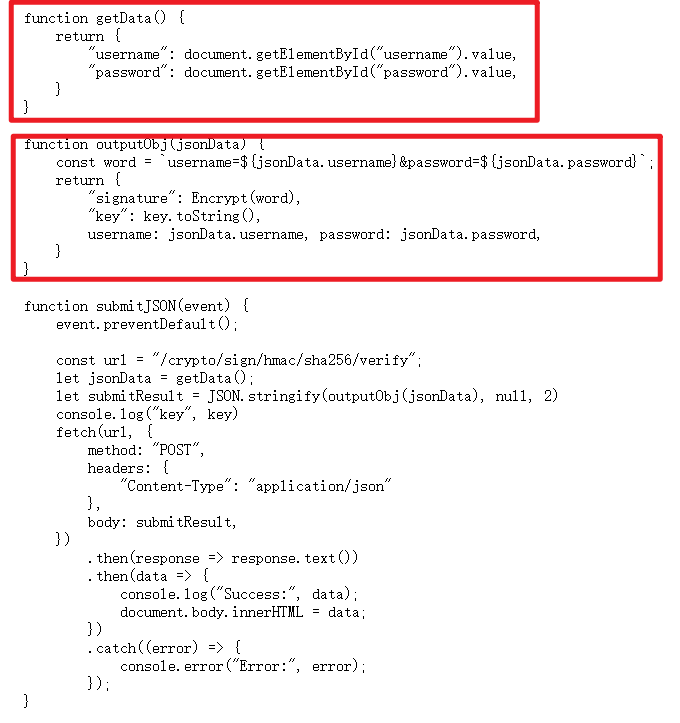 function getData() {
    return {
        "username": document.getElementById("username").value,
        "password": document.getElementById("password").value,
    }
}
function outputObj(jsonData) {
    const word = `username=${jsonData.username}&password=${jsonData.password}`;
    return {
        "signature": Encrypt(word),
        "key": key.toString(),
        username: jsonData.username, password: jsonData.password,
    }
}
function submitJSON(event) {
    event.preventDefault();
    const url = "/crypto/sign/hmac/sha256/verify";
    let jsonData = getData();
    let submitResult = JSON.stringify(outputObj(jsonData), null, 2)
    console.log("key", key)
    fetch(url, {
        method: "POST",
        headers: {
            "Content-Type": "application/json"
        },
        body: submitResult,
    })
        .then(response => response.text())
        .then(data => {
            console.log("Success:", data);
            document.body.innerHTML = data;
        })
        .catch((error) => {
            console.error("Error:", error);
        });
}